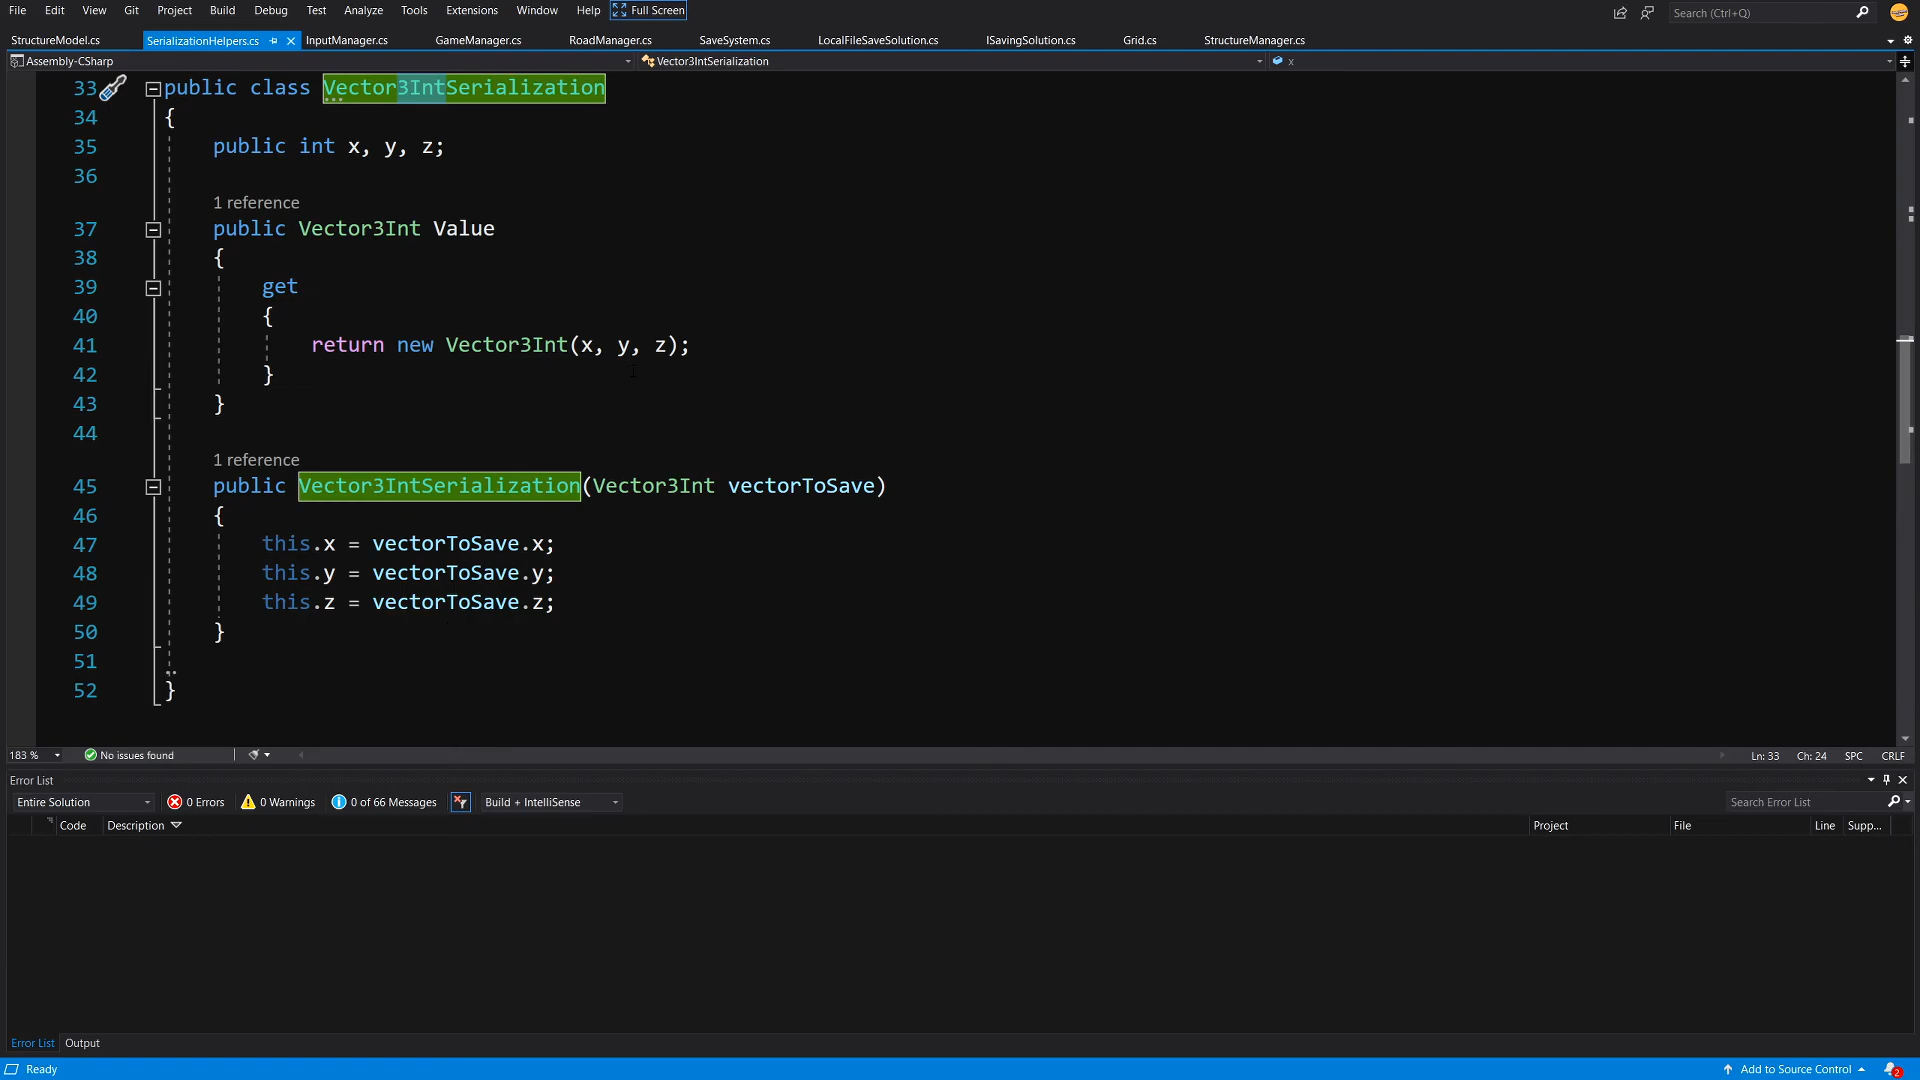 File Edit View Git Project Build Debug Test Analyze Tools Extensions Window Help Full Screen Search (Ctrl+Q)
StructureModel.cs SerializationHelpers.cs InputManager.cs GameManager.cs RoadManager.cs SaveSystem.cs LocalFileSaveSolution.cs ISavingSolution.cs Grid.cs StructureManager.cs
Assembly-CSharp Vector3IntSerialization x
33 public class Vector3IntSerialization
34 {
35 public int x, y, z;
36
1 reference
37 public Vector3Int Value
38 {
39 get
40 {
41 return new Vector3Int(x, y, z);
42 }
43 }
44
1 reference
45 public Vector3IntSerialization(Vector3Int vectorToSave)
46 {
47 this.x = vectorToSave.x;
48 this.y = vectorToSave.y;
49 this.z = vectorToSave.z;
50 }
51
52 }
183 % No issues found Ln: 33 Ch: 24 SPC CRLF
Error List
Entire Solution 0 Errors 0 Warnings 0 of 66 Messages Build + IntelliSense Search Error List
Code Description Project File Line Supp...
Error List Output
Ready Add to Source Control 2